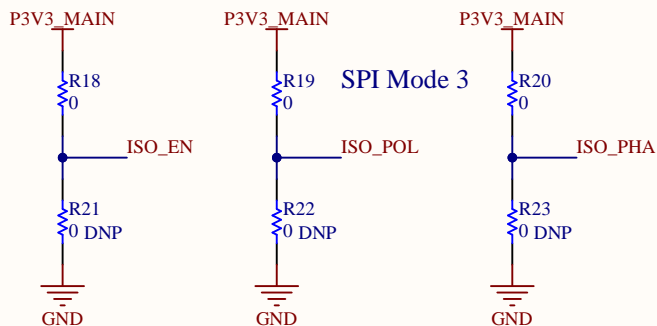 P3V3_MAIN P3V3_MAIN P3V3_MAIN
R18 R19 SPI Mode 3 R20
0 0 0
ISO_EN ISO_POL ISO_PHA
R21 R22 R23
0 DNP 0 DNP 0 DNP
GND GND GND